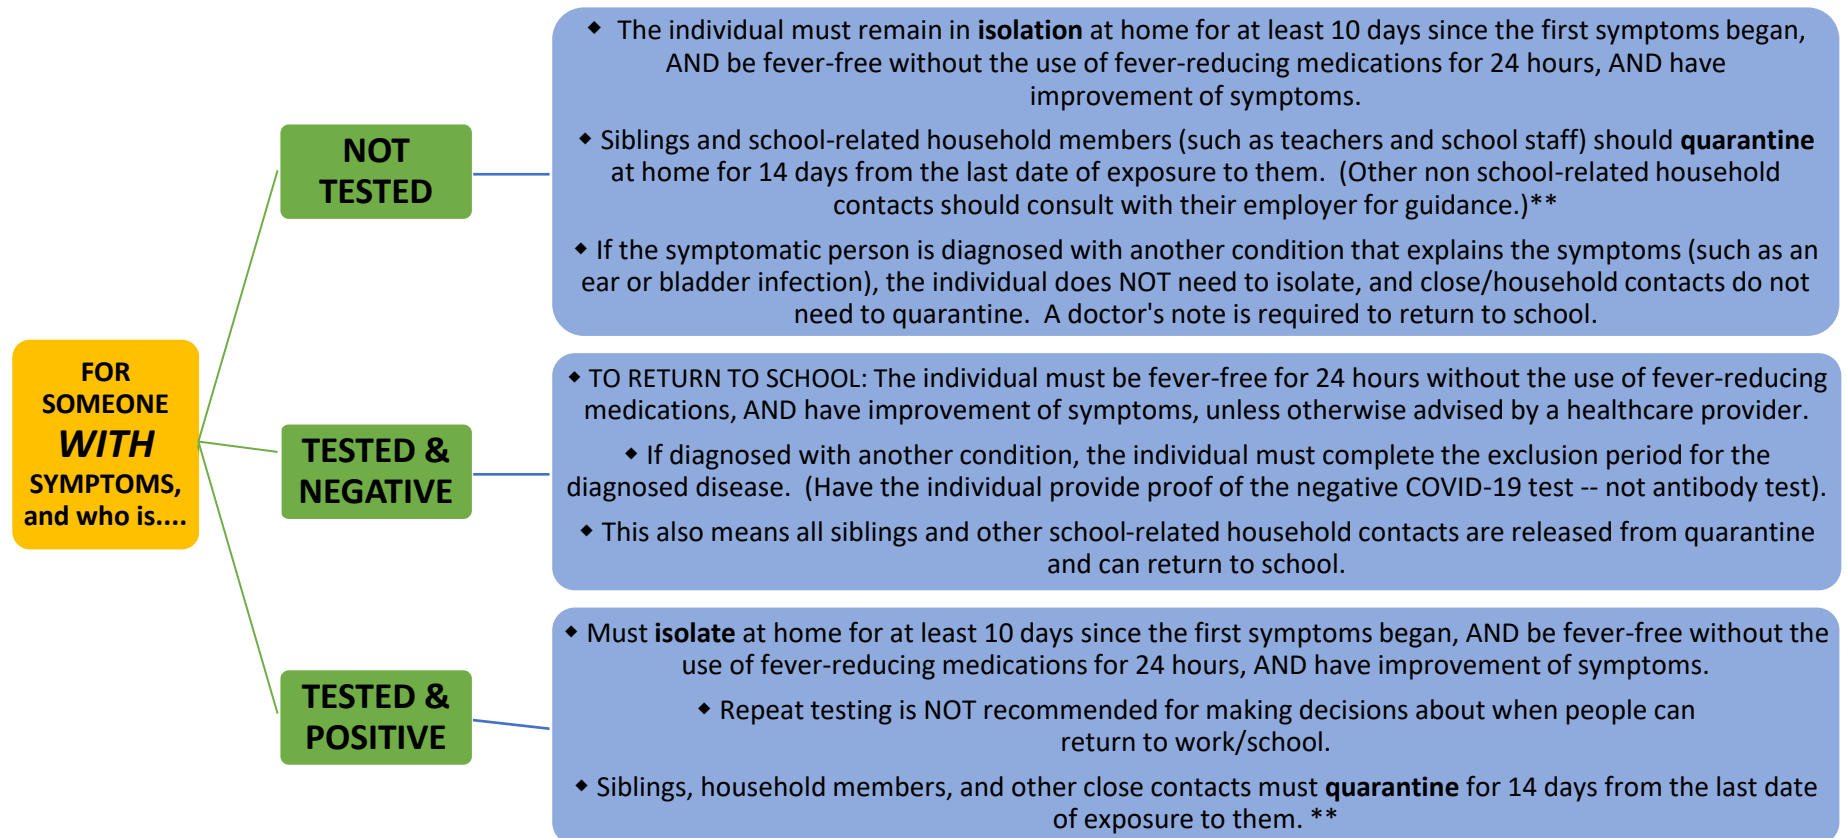 FOR
SOMEONE
WITH
SYMPTOMS,
and who is....
NOT
TESTED
◆ The individual must remain in isolation at home for at least 10 days since the first symptoms began,
AND be fever-free without the use of fever-reducing medications for 24 hours, AND have
improvement of symptoms.
◆ Siblings and school-related household members (such as teachers and school staff) should quarantine
at home for 14 days from the last date of exposure to them. (Other non school-related household
contacts should consult with their employer for guidance.)**
◆ If the symptomatic person is diagnosed with another condition that explains the symptoms (such as an
ear or bladder infection), the individual does NOT need to isolate, and close/household contacts do not
need to quarantine. A doctor's note is required to return to school.
TESTED &
NEGATIVE
◆ TO RETURN TO SCHOOL: The individual must be fever-free for 24 hours without the use of fever-reducing
medications, AND have improvement of symptoms, unless otherwise advised by a healthcare provider.
◆ If diagnosed with another condition, the individual must complete the exclusion period for the
diagnosed disease. (Have the individual provide proof of the negative COVID-19 test -- not antibody test).
◆ This also means all siblings and other school-related household contacts are released from quarantine
and can return to school.
TESTED &
POSITIVE
◆ Must isolate at home for at least 10 days since the first symptoms began, AND be fever-free without the
use of fever-reducing medications for 24 hours, AND have improvement of symptoms.
◆ Repeat testing is NOT recommended for making decisions about when people can
return to work/school.
◆ Siblings, household members, and other close contacts must quarantine for 14 days from the last date
of exposure to them. **